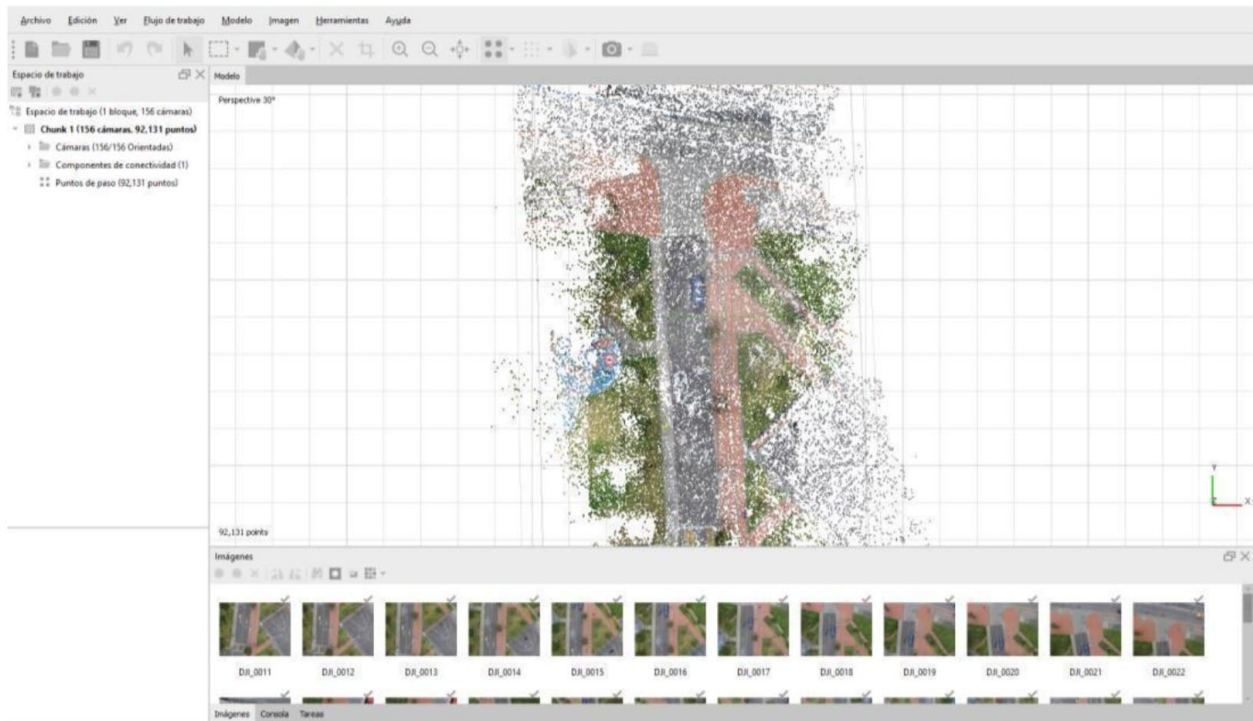 Archivo Edición Ver Flujo de trabajo Modelo Imagen Herramientas Ayuda
Espacio de trabajo
Modelo
Espacio de trabajo (1 bloque, 156 cámaras)
Chunk 1 (156 cámaras, 92,131 puntos)
Cámaras (156/156 Orientadas)
Componentes de conectividad (1)
Puntos de paso (92,131 puntos)
Perspective 30°
Y
X
Z
92,131 points
Imágenes
DJI_0011 DJI_0012 DJI_0013 DJI_0014 DJI_0015 DJI_0016 DJI_0017 DJI_0018 DJI_0019 DJI_0020 DJI_0021 DJI_0022
Imágenes Consola Tareas